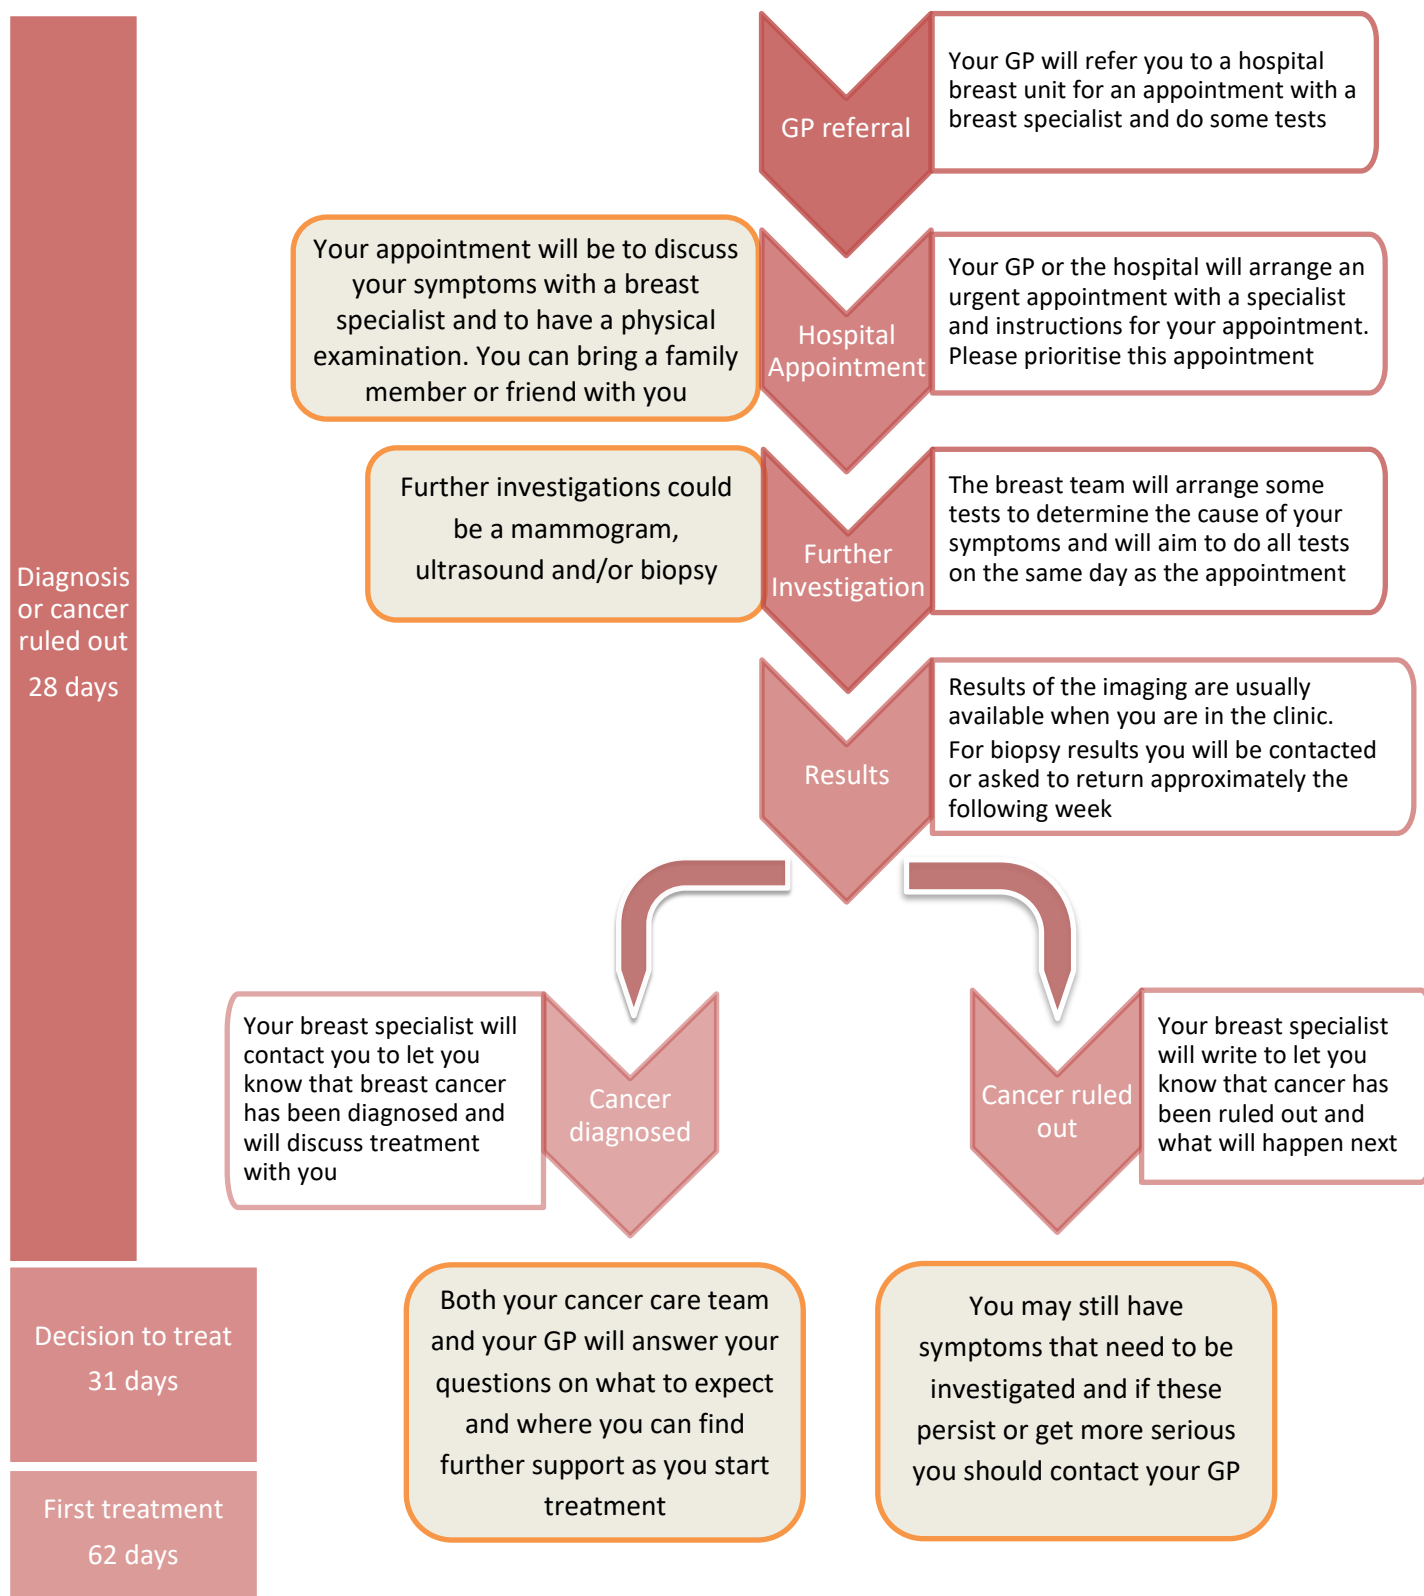 GP referral
Your GP will refer you to a hospital
breast unit for an appointment with a
breast specialist and do some tests
Your appointment will be to discuss
your symptoms with a breast
specialist and to have a physical
examination. You can bring a family
member or friend with you
Hospital
Appointment
Your GP or the hospital will arrange an
urgent appointment with a specialist
and instructions for your appointment.
Please prioritise this appointment
Further investigations could
be a mammogram,
ultrasound and/or biopsy
Further
Investigation
The breast team will arrange some
tests to determine the cause of your
symptoms and will aim to do all tests
on the same day as the appointment
Diagnosis
or cancer
ruled out
28 days
Results
Results of the imaging are usually
available when you are in the clinic.
For biopsy results you will be contacted
or asked to return approximately the
following week
Your breast specialist will
contact you to let you
know that breast cancer
has been diagnosed and
will discuss treatment
with you
Cancer
diagnosed
Cancer ruled
out
Your breast specialist
will write to let you
know that cancer has
been ruled out and
what will happen next
Decision to treat
31 days
Both your cancer care team
and your GP will answer your
questions on what to expect
and where you can find
further support as you start
treatment
You may still have
symptoms that need to be
investigated and if these
persist or get more serious
you should contact your GP
First treatment
62 days